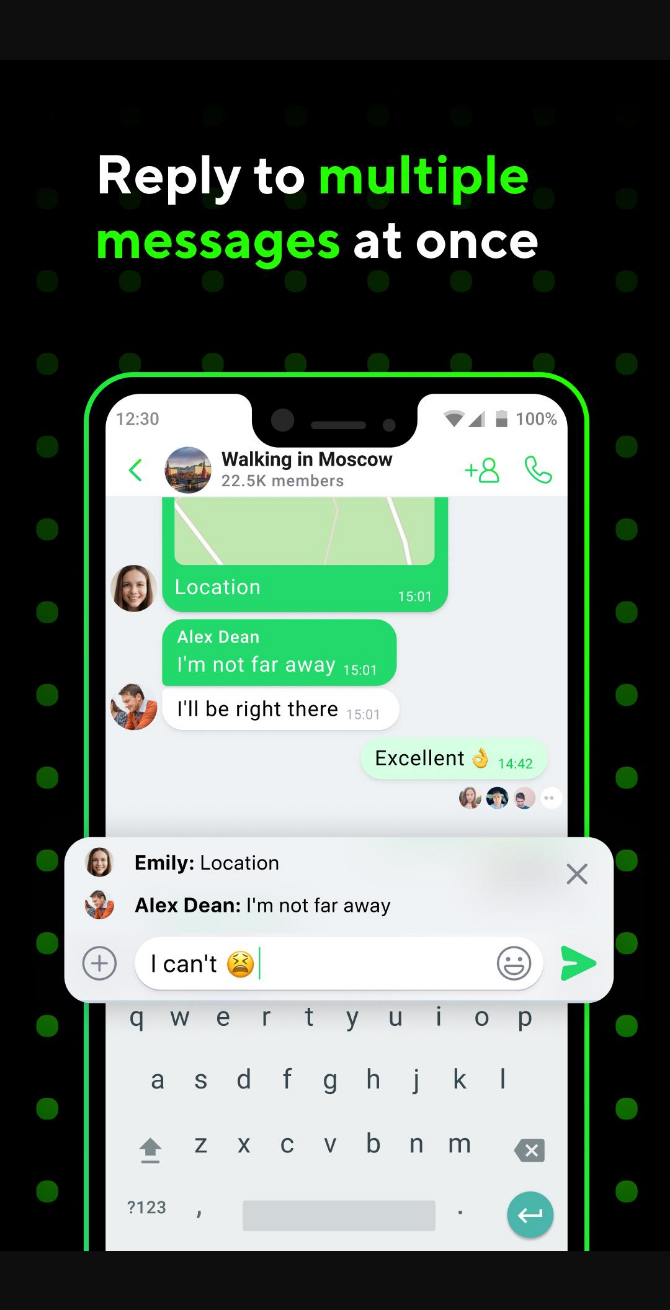 Reply to multiple
messages at once
12:30
100%
Walking in Moscow
22.5K members
Location
15:01
Alex Dean
I'm not far away 15:01
I'll be right there 15:01
Excellent 👌 14:42
Emily: Location
Alex Dean: I'm not far away
I can't 😫
q w e r t y u i o p
a s d f g h j k l
z x c v b n m
?123 , .